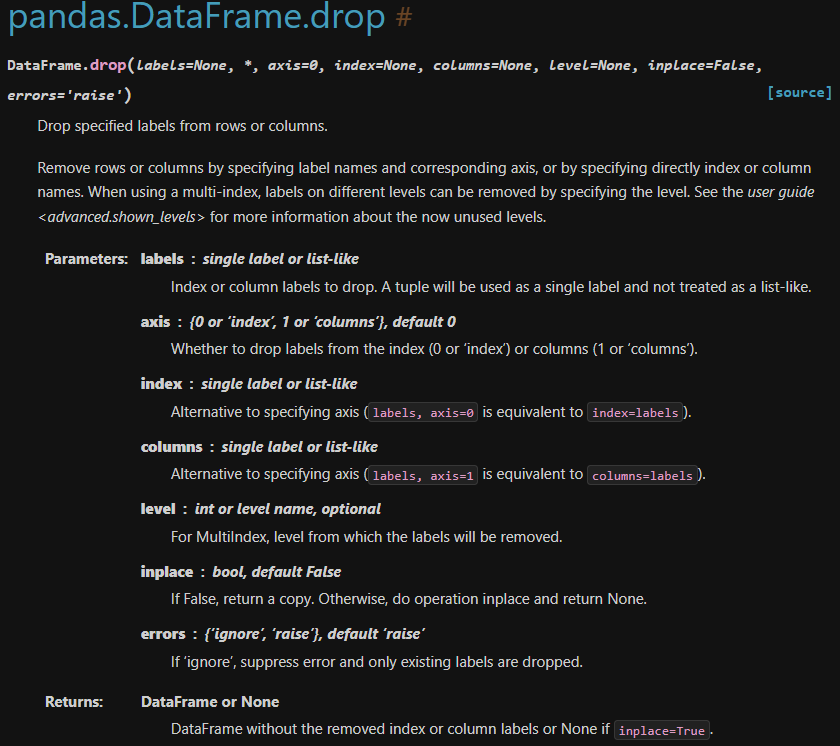 pandas.DataFrame.drop #
DataFrame.drop(labels=None, *, axis=0, index=None, columns=None, level=None, inplace=False,
errors='raise')
[source]
Drop specified labels from rows or columns.
Remove rows or columns by specifying label names and corresponding axis, or by specifying directly index or column
names. When using a multi-index, labels on different levels can be removed by specifying the level. See the user guide
<advanced.shown_levels> for more information about the now unused levels.
Parameters: labels : single label or list-like
Index or column labels to drop. A tuple will be used as a single label and not treated as a list-like.
axis : {0 or ‘index’, 1 or ‘columns’}, default 0
Whether to drop labels from the index (0 or ‘index’) or columns (1 or ‘columns’).
index : single label or list-like
Alternative to specifying axis (labels, axis=0 is equivalent to index=labels).
columns : single label or list-like
Alternative to specifying axis (labels, axis=1 is equivalent to columns=labels).
level : int or level name, optional
For MultiIndex, level from which the labels will be removed.
inplace : bool, default False
If False, return a copy. Otherwise, do operation inplace and return None.
errors : {‘ignore’, ‘raise’}, default ‘raise’
If ‘ignore’, suppress error and only existing labels are dropped.
Returns: DataFrame or None
DataFrame without the removed index or column labels or None if inplace=True.